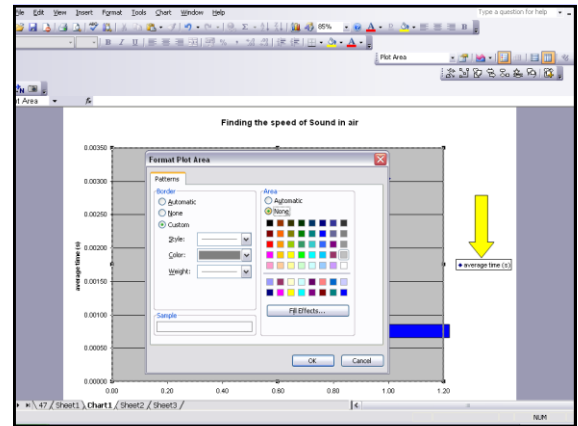 File Edit View Insert Format Tools Chart Window Help
Type a question for help
85%
Plot Area
Finding the speed of Sound in air
Format Plot Area
Patterns
Border
Automatic
None
Custom
Style:
Color:
Weight:
Sample
Area
Automatic
None
Fill Effects...
OK Cancel
average time (s)
0.00350
0.00300
0.00250
0.00200
0.00150
0.00100
0.00050
0.00000
0.00 0.20 0.40 0.60 0.80 1.00 1.20
average time (s)
47 / Sheet1 \ Chart1 / Sheet2 / Sheet3 /
NUM